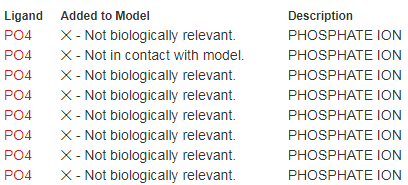 Ligand Added to Model Description
PO4 X - Not biologically relevant. PHOSPHATE ION
PO4 X - Not in contact with model. PHOSPHATE ION
PO4 X - Not biologically relevant. PHOSPHATE ION
PO4 X - Not biologically relevant. PHOSPHATE ION
PO4 X - Not biologically relevant. PHOSPHATE ION
PO4 X - Not biologically relevant. PHOSPHATE ION
PO4 X - Not biologically relevant. PHOSPHATE ION
PO4 X - Not biologically relevant. PHOSPHATE ION